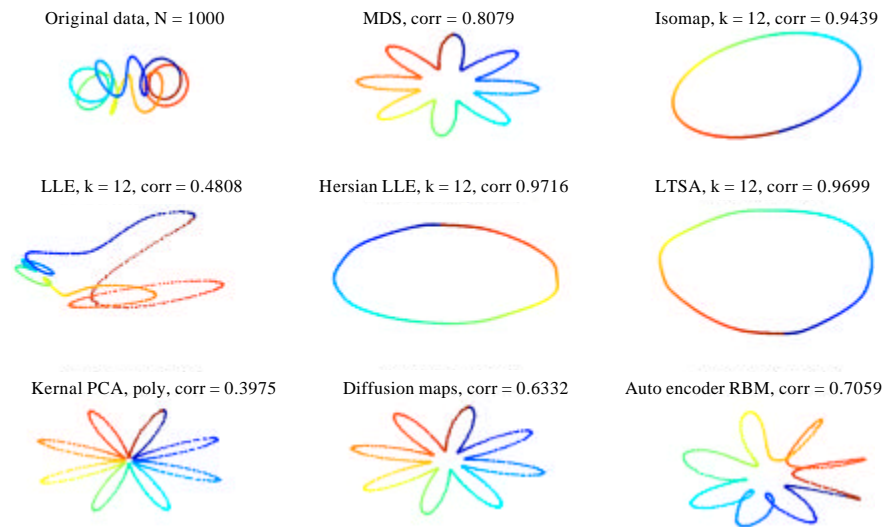 Original data, N = 1000
MDS, corr = 0.8079
Isomap, k = 12, corr = 0.9439
LLE, k = 12, corr = 0.4808
Hersian LLE, k = 12, corr 0.9716
LTSA, k = 12, corr = 0.9699
Kernal PCA, poly, corr = 0.3975
Diffusion maps, corr = 0.6332
Auto encoder RBM, corr = 0.7059